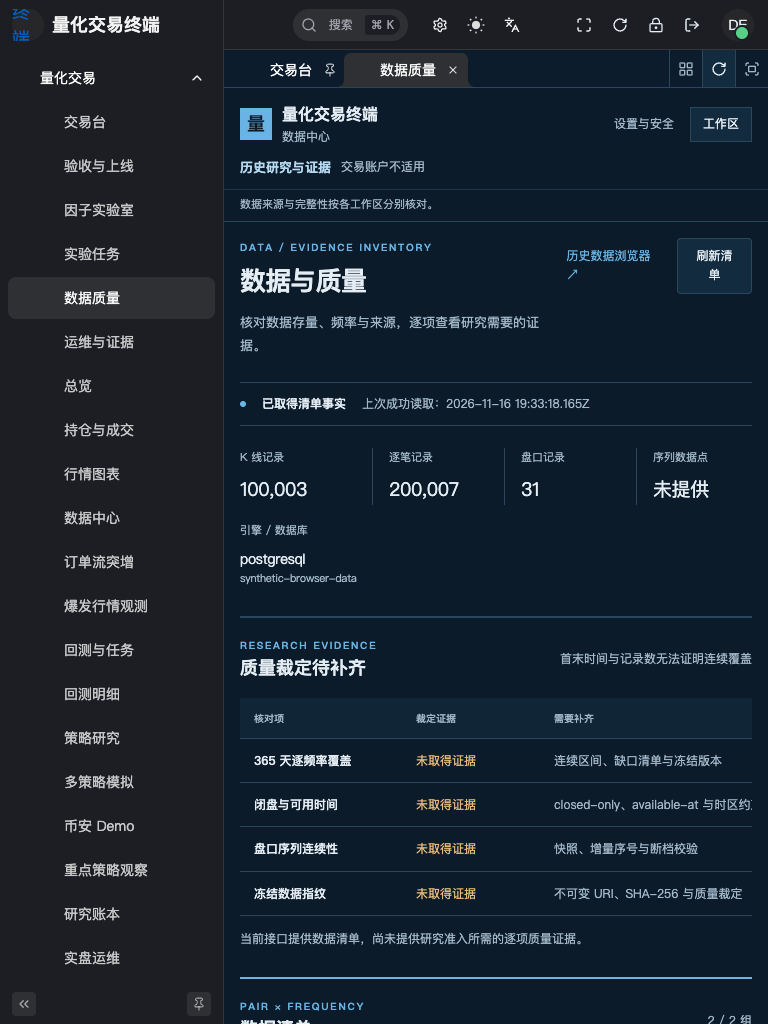 终端
量化交易终端
搜索
⌘ K
DE
量化交易
交易台
验收与上线
因子实验室
实验任务
数据质量
运维与证据
总览
持仓与成交
行情图表
数据中心
订单流突增
爆发行情观测
回测与任务
回测明细
策略研究
多策略模拟
币安 Demo
重点策略观察
研究账本
实盘运维
交易台
数据质量
量
量化交易终端
数据中心
设置与安全
工作区
历史研究与证据 交易账户不适用
数据来源与完整性按各工作区分别核对。
DATA / EVIDENCE INVENTORY
数据与质量
核对数据存量、频率与来源，逐项查看研究需要的证
据。
历史数据浏览器
↗
刷新清
单
已取得清单事实 上次成功读取：2026-11-16 19:33:18.165Z
K 线记录
100,003
逐笔记录
200,007
盘口记录
31
序列数据点
未提供
引擎 / 数据库
postgresql
synthetic-browser-data
RESEARCH EVIDENCE
质量裁定待补齐
首末时间与记录数无法证明连续覆盖
核对项 裁定证据 需要补齐
365 天逐频率覆盖 未取得证据 连续区间、缺口清单与冻结版本
闭盘与可用时间 未取得证据 closed-only、available-at 与时区约
盘口序列连续性 未取得证据 快照、增量序号与断档校验
冻结数据指纹 未取得证据 不可变 URI、SHA-256 与质量裁定
当前接口提供数据清单，尚未提供研究准入所需的逐项质量证据。
PAIR × FREQUENCY
数据清单
2 / 2 组